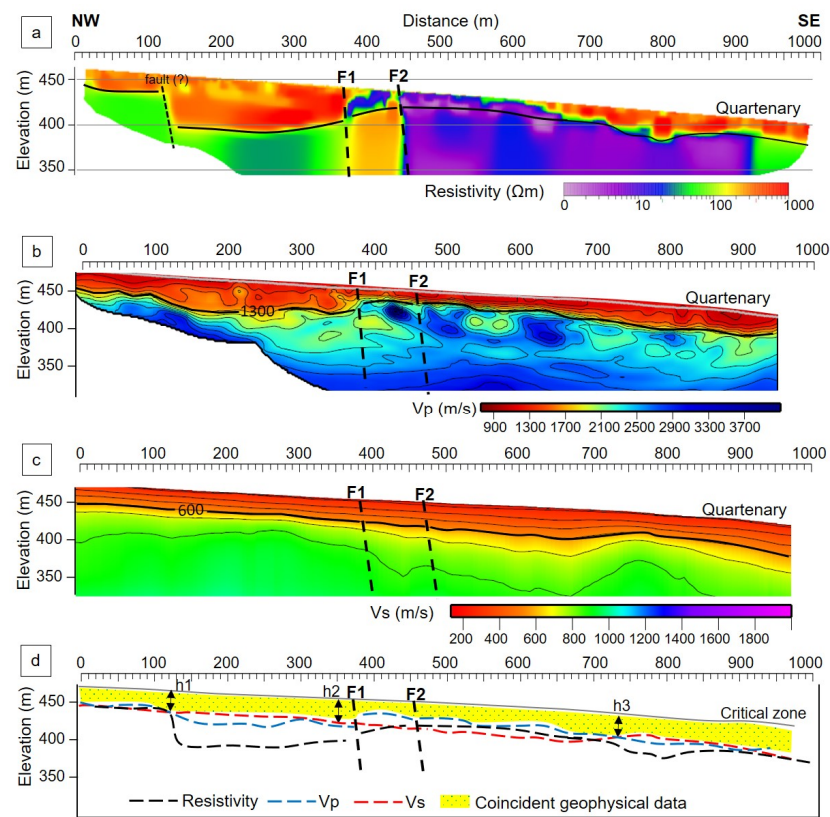 a
NW Distance (m) SE
0 100 200 300 400 500 600 700 800 900 1000
Elevation (m)
450
400
350
fault (?)
F1 F2
Quartenary
Resistivity (Ωm)
0 10 100 1000
b
0 100 200 300 400 500 600 700 800 900 1000
Elevation (m)
450
400
350
F1 F2
1300
Quartenary
Vp (m/s)
900 1300 1700 2100 2500 2900 3300 3700
c
0 100 200 300 400 500 600 700 800 900 1000
Elevation (m)
450
400
350
600
F1 F2
Quartenary
Vs (m/s)
200 400 600 800 1000 1200 1400 1600 1800
d
0 100 200 300 400 500 600 700 800 900 1000
Elevation (m)
450
400
350
h1 h2 F1 F2 h3
Critical zone
Resistivity Vp Vs Coincident geophysical data